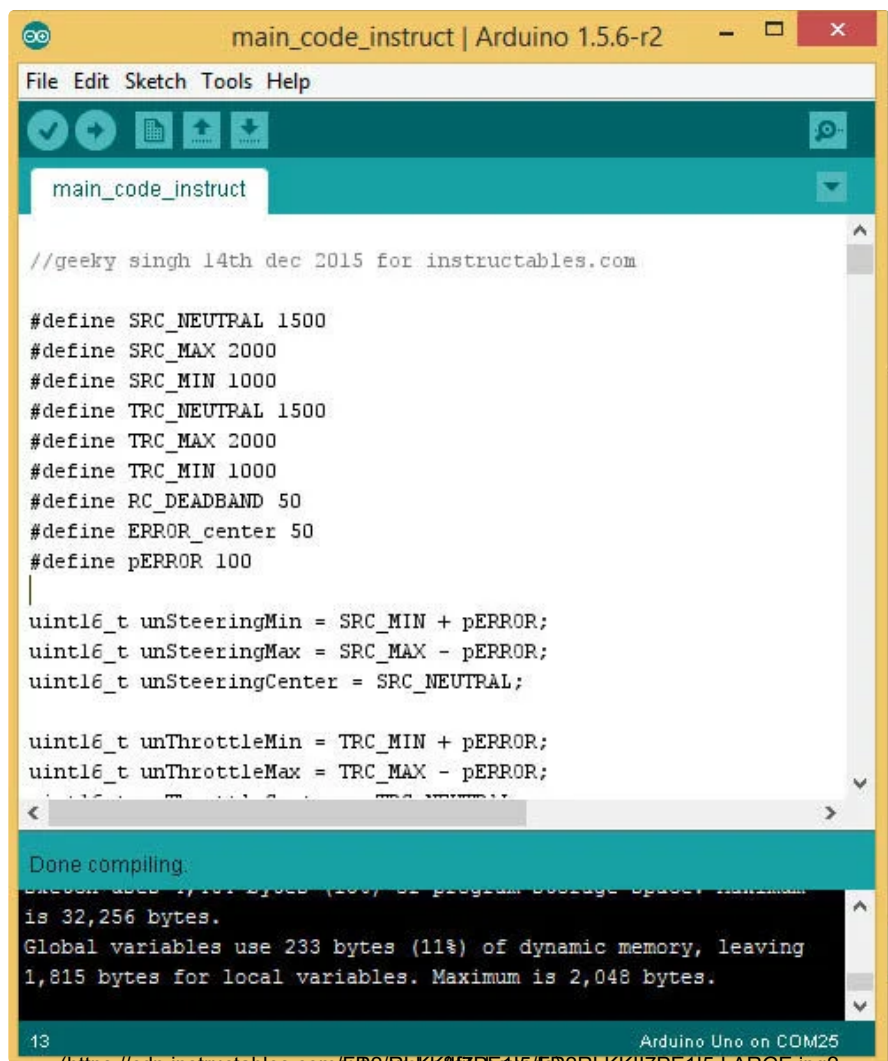 main_code_instruct | Arduino 1.5.6-r2
File Edit Sketch Tools Help
main_code_instruct
//geeky singh 14th dec 2015 for instructables.com
#define SRC_NEUTRAL 1500
#define SRC_MAX 2000
#define SRC_MIN 1000
#define TRC_NEUTRAL 1500
#define TRC_MAX 2000
#define TRC_MIN 1000
#define RC_DEADBAND 50
#define ERROR_center 50
#define pERROR 100
uint16_t unSteeringMin = SRC_MIN + pERROR;
uint16_t unSteeringMax = SRC_MAX - pERROR;
uint16_t unSteeringCenter = SRC_NEUTRAL;
uint16_t unThrottleMin = TRC_MIN + pERROR;
uint16_t unThrottleMax = TRC_MAX - pERROR;
Done compiling.
is 32,256 bytes.
Global variables use 233 bytes (11%) of dynamic memory, leaving
1,815 bytes for local variables. Maximum is 2,048 bytes.
13 Arduino Uno on COM25